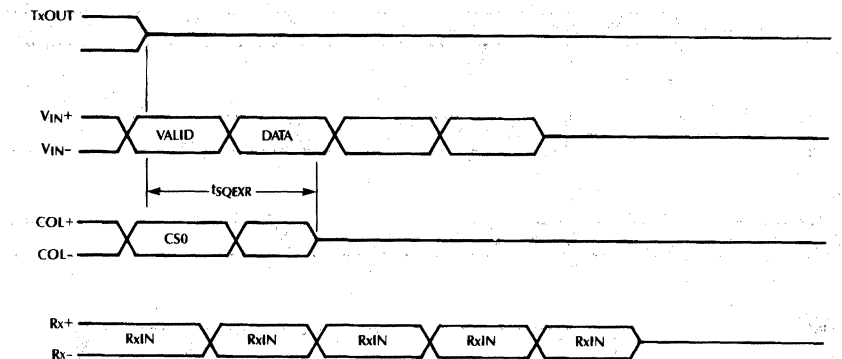 TxOUT
VIN+
VALID DATA
VIN–
tSQEXR
COL+
CS0
COL–
Rx+
RxIN RxIN RxIN RxIN RxIN
Rx–